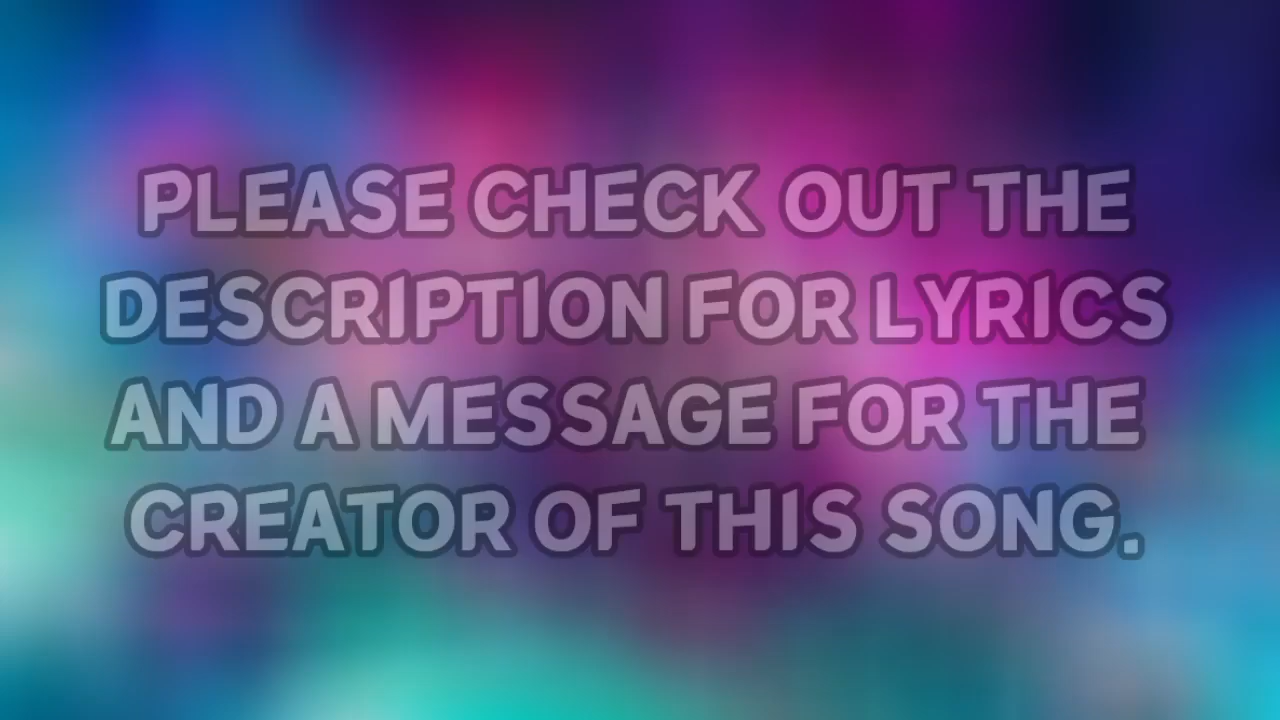 PLEASE CHECK OUT THE
DESCRIPTION FOR LYRICS
AND A MESSAGE FOR THE
CREATOR OF THIS SONG.